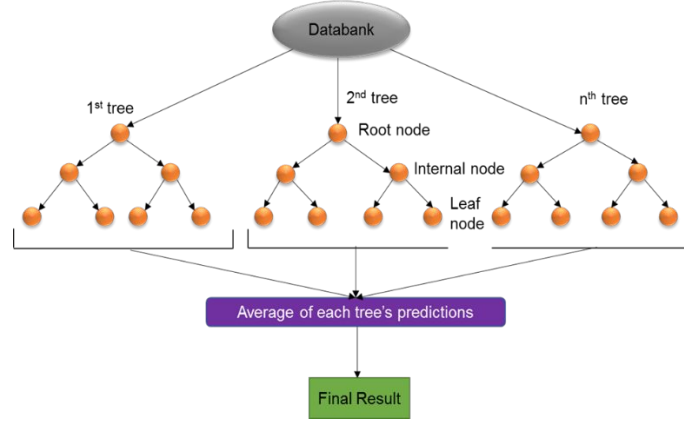 Databank
1st tree
2nd tree
nth tree
Root node
Internal node
Leaf
node
Average of each tree's predictions
Final Result